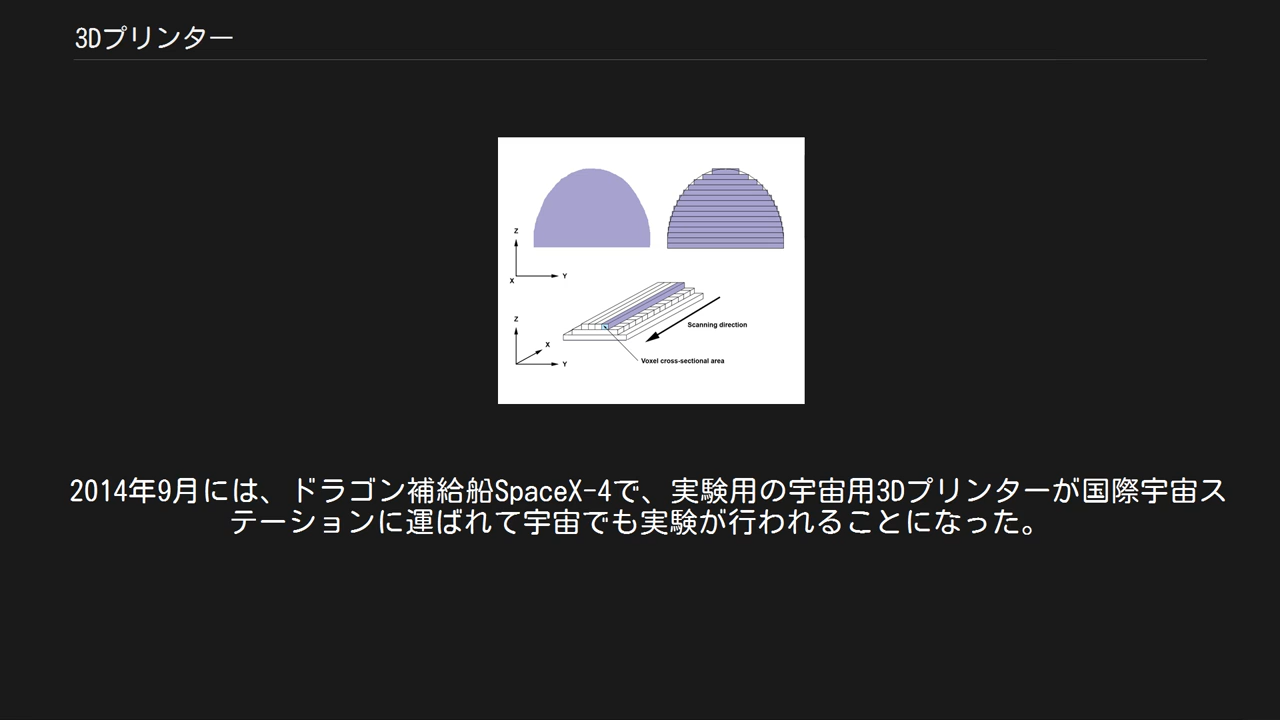 3Dプリンター
Z
X
Y
Z
X
Y
Scanning direction
Voxel cross-sectional area
2014年9月には、ドラゴン補給船SpaceX-4で、実験用の宇宙用3Dプリンターが国際宇宙ス
テーションに運ばれて宇宙でも実験が行われることになった。